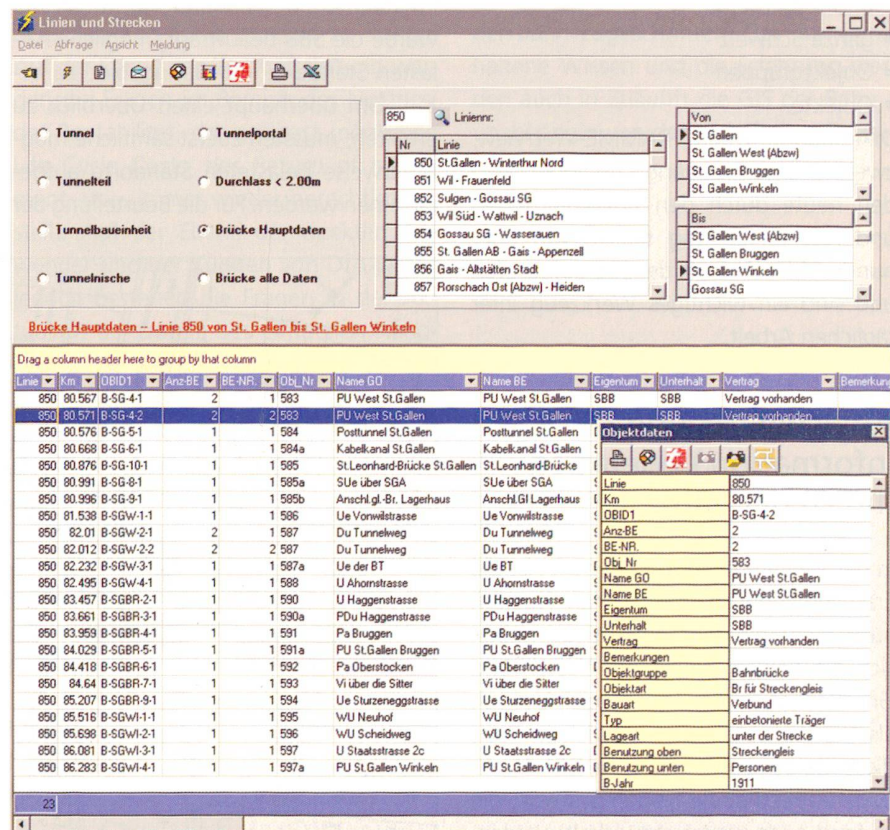 Linien und Strecken
Datei Abfrage Ansicht Meldung
Tunnel
Tunnelportal
Tunnelteil
Durchlass < 2.00m
Tunnelbaueinheit
Brücke Hauptdaten
Tunnelnische
Brücke alle Daten
850 Liniennr.
Nr Linie
850 St.Gallen - Winterthur Nord
851 Wil - Frauenfeld
852 Sulgen - Gossau SG
853 Wil Süd - Wattwil - Uznach
854 Gossau SG - Wasserauen
855 St. Gallen AB - Gais - Appenzell
856 Gais - Altstätten Stadt
857 Rorschach Ost (Abzw) - Heiden
Von
St. Gallen
St. Gallen West (Abzw)
St. Gallen Bruggen
St. Gallen Winkeln
Bis
St. Gallen West (Abzw)
St. Gallen Bruggen
St. Gallen Winkeln
Gossau SG
Brücke Hauptdaten -- Linie 850 von St. Gallen bis St. Gallen Winkeln
Drag a column header here to group by that column
Linie Km OBID1 Anz-BE BE-NR. Obj_Nr Name GO Name BE Eigentum Unterhalt Vertrag Bemerkung
850 80.567 B-SG-4-1 2 1 583 PU West St.Gallen PU West St.Gallen SBB SBB Vertrag vorhanden
850 80.571 B-SG-4-2 2 2 583 PU West St.Gallen PU West St.Gallen SBB SBB Vertrag vorhanden
850 80.576 B-SG-5-1 1 1 584 Posttunnel St.Gallen Posttunnel St.Gallen
850 80.668 B-SG-6-1 1 1 584a Kabelkanal St.Gallen Kabelkanal St.Gallen
850 80.876 B-SG-10-1 1 1 585 St.Leonhard-Brücke St.Gallen St.Leonhard-Brücke
850 80.991 B-SG-8-1 1 1 585a SUe über SGA SUe über SGA
850 80.996 B-SG-9-1 1 1 585b Anschl.gl.-Br. Lagerhaus Anschl.Gl Lagerhaus
850 81.538 B-SGW-1-1 1 1 586 Ue Vonwilstrasse Ue Vonwilstrasse
850 82.01 B-SGW-2-1 2 1 587 Du Tunnelweg Du Tunnelweg
850 82.012 B-SGW-2-2 2 2 587 Du Tunnelweg Du Tunnelweg
850 82.232 B-SGW-3-1 1 1 587a Ue der BT Ue BT
850 82.495 B-SGW-4-1 1 1 588 U Ahornstrasse U Ahornstrasse
850 83.457 B-SGBR-2-1 1 1 590 U Haggenstrasse U Haggenstrasse
850 83.661 B-SGBR-3-1 1 1 590a PDu Haggenstrasse PDu Haggenstrasse
850 83.959 B-SGBR-4-1 1 1 591 Pa Bruggen Pa Bruggen
850 84.029 B-SGBR-5-1 1 1 591a PU St.Gallen Bruggen PU St.Gallen Bruggen
850 84.418 B-SGBR-6-1 1 1 592 Pa Oberstocken Pa Oberstocken
850 84.64 B-SGBR-7-1 1 1 593 Vi über die Sitter Vi über die Sitter
850 85.207 B-SGBR-9-1 1 1 594 Ue Sturzeneggstrasse Ue Sturzeneggstrasse
850 85.516 B-SGWI-1-1 1 1 595 WU Neuhof WU Neuhof
850 85.698 B-SGWI-2-1 1 1 596 WU Scheidweg WU Scheidweg
850 86.081 B-SGWI-3-1 1 1 597 U Staatsstrasse 2c U Staatsstrasse 2c
850 86.283 B-SGWI-4-1 1 1 597a PU St.Gallen Winkeln PU St.Gallen Winkeln
23
Objektdaten
Linie 850
Km 80.571
OBID1 B-SG-4-2
Anz-BE 2
BE-NR. 2
Obj_Nr 583
Name GO PU West St.Gallen
Name BE PU West St.Gallen
Eigentum SBB
Unterhalt SBB
Vertrag Vertrag vorhanden
Bemerkungen
Objektgruppe Bahnbrücke
Objektart Br für Streckengleis
Bauart Verbund
Typ einbetonierte Träger
Lageart unter der Strecke
Benutzung oben Streckengleis
Benutzung unten Personen
B-Jahr 1911